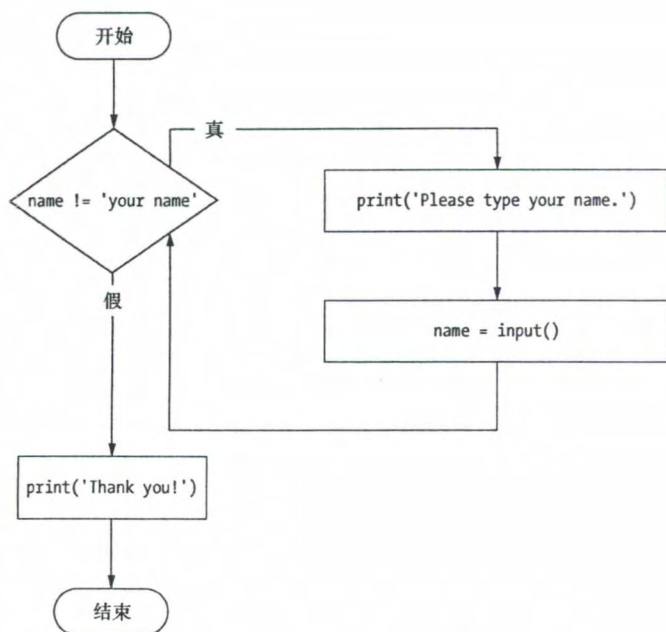 开始
真
name != 'your name'
print('Please type your name.')
假
name = input()
print('Thank you!')
结束